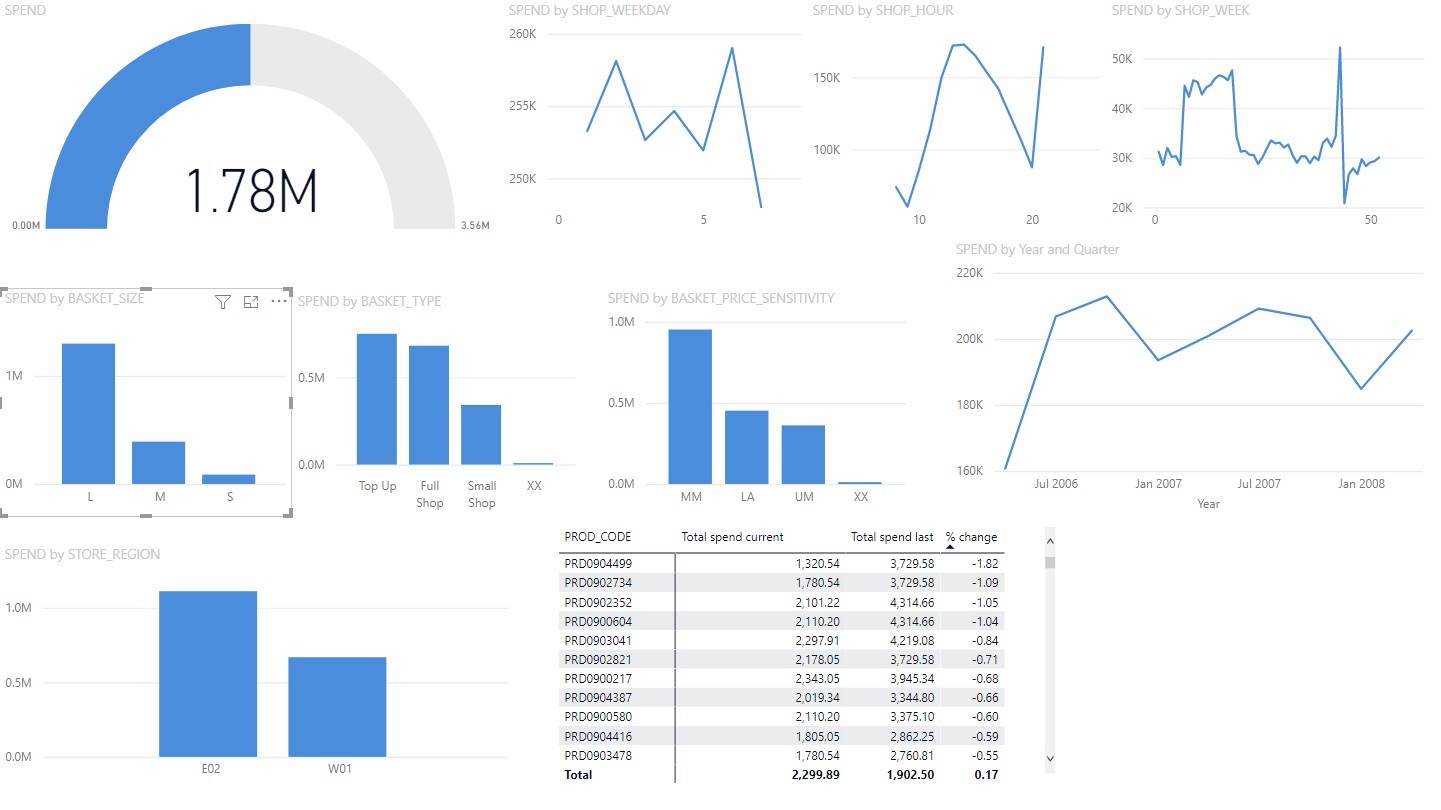 SPEND
1.78M
0.00M
3.56M
SPEND by SHOP_WEEKDAY
260K
255K
250K
0 5
SPEND by SHOP_HOUR
150K
100K
10 20
SPEND by SHOP_WEEK
50K
40K
30K
20K
0 50
SPEND by BASKET_SIZE
1M
0M
L M S
SPEND by BASKET_TYPE
0.5M
0.0M
Top Up Full Small XX
Shop Shop
SPEND by BASKET_PRICE_SENSITIVITY
1.0M
0.5M
0.0M
MM LA UM XX
SPEND by Year and Quarter
220K
200K
180K
160K
Jul 2006 Jan 2007 Jul 2007 Jan 2008
Year
SPEND by STORE_REGION
1.0M
0.5M
0.0M
E02 W01
PROD_CODE Total spend current Total spend last % change
PRD0904499 1,320.54 3,729.58 -1.82
PRD0902734 1,780.54 3,729.58 -1.09
PRD0902352 2,101.22 4,314.66 -1.05
PRD0900604 2,110.20 4,314.66 -1.04
PRD0903041 2,297.91 4,219.08 -0.84
PRD0902821 2,178.05 3,729.58 -0.71
PRD0900217 2,343.05 3,945.34 -0.68
PRD0904387 2,019.34 3,344.80 -0.66
PRD0900580 2,110.20 3,375.10 -0.60
PRD0904416 1,805.05 2,862.25 -0.59
PRD0903478 1,780.54 2,760.81 -0.55
Total 2,299.89 1,902.50 0.17